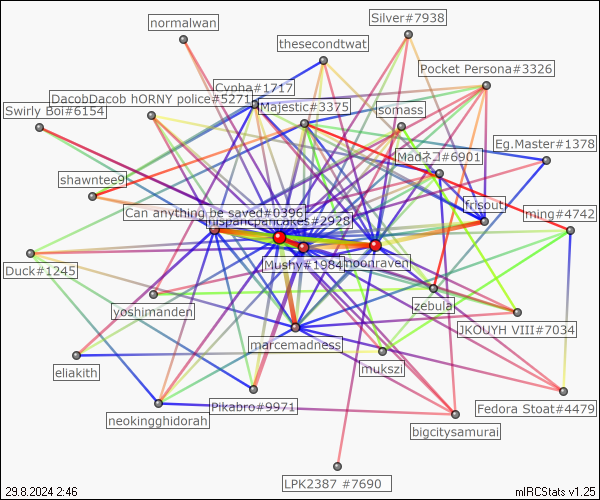 Silver#7938
normalwan
thesecondtwat
Pocket Persona#3326
Cypha#1717
DacobDacob hORNY police#5271
Majestic#3375
Swirly Boi#6154
isomass
Eg.Master#1378
Madネコ#6901
shawntee9
frisout
Can anything be saved#0396
ming#4742
mispancpancakes#2928
Mushy#1984
moonraven
Duck#1245
yoshimanden
zebula
JKOUYH VIII#7034
marcemadness
eliakith
mukszi
Pikabro#9971
Fedora Stoat#4479
neokingghidorah
bigcitysamurai
LPK2387 #7690
29.8.2024 2:46
mIRCStats v1.25